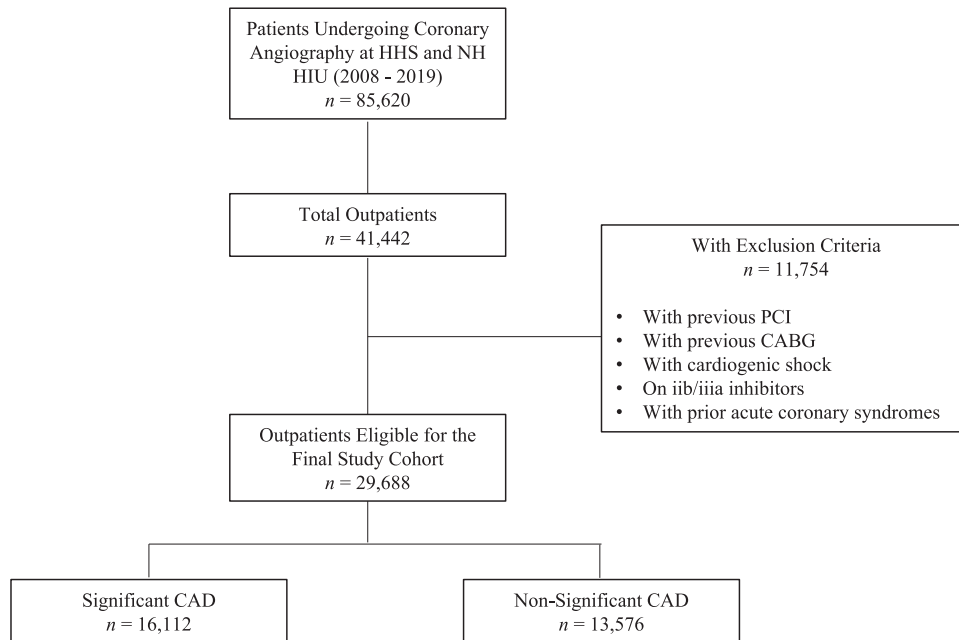 Patients Undergoing Coronary
Angiography at HHS and NH
HIU (2008 - 2019)
n = 85,620
Total Outpatients
n = 41,442
With Exclusion Criteria
n = 11,754
• With previous PCI
• With previous CABG
• With cardiogenic shock
• On iib/iiia inhibitors
• With prior acute coronary syndromes
Outpatients Eligible for the
Final Study Cohort
n = 29,688
Significant CAD
n = 16,112
Non-Significant CAD
n = 13,576